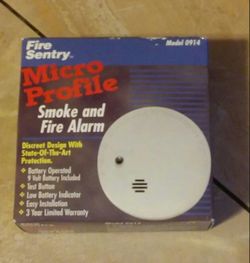 Fire
Sentry
Model 0914
Micro
Profile
Smoke and
Fire Alarm
Discreet Design With
State-Of-The-Art
Protection.
Battery Operated
9 Volt Battery Included
Test Button
Low Battery Indicator
Easy Installation
3 Year Limited Warranty